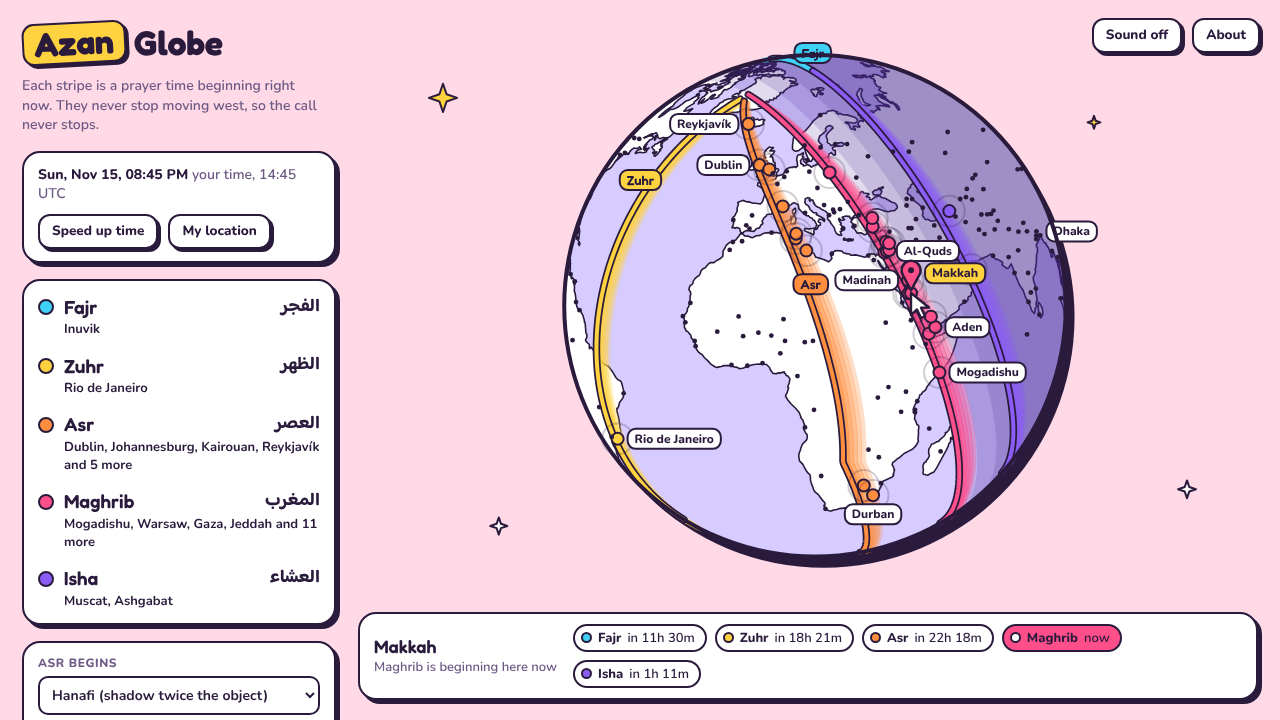 Azan Globe
Each stripe is a prayer time beginning right
now. They never stop moving west, so the call
never stops.
Sun, Nov 15, 08:45 PM your time, 14:45
UTC
Speed up time
My location
Fajr
الفجر
Inuvik
Zuhr
الظهر
Rio de Janeiro
Asr
العصر
Dublin, Johannesburg, Kairouan, Reykjavík
and 5 more
Maghrib
المغرب
Mogadishu, Warsaw, Gaza, Jeddah and 11
more
Isha
العشاء
Muscat, Ashgabat
ASR BEGINS
Hanafi (shadow twice the object)
Sound off
About
Fajr
Reykjavík
Dublin
Zuhr
Dhaka
Al-Quds
Makkah
Madinah
Asr
Aden
Mogadishu
Rio de Janeiro
Durban
Makkah
Maghrib is beginning here now
Fajr in 11h 30m
Zuhr in 18h 21m
Asr in 22h 18m
Maghrib now
Isha in 1h 11m